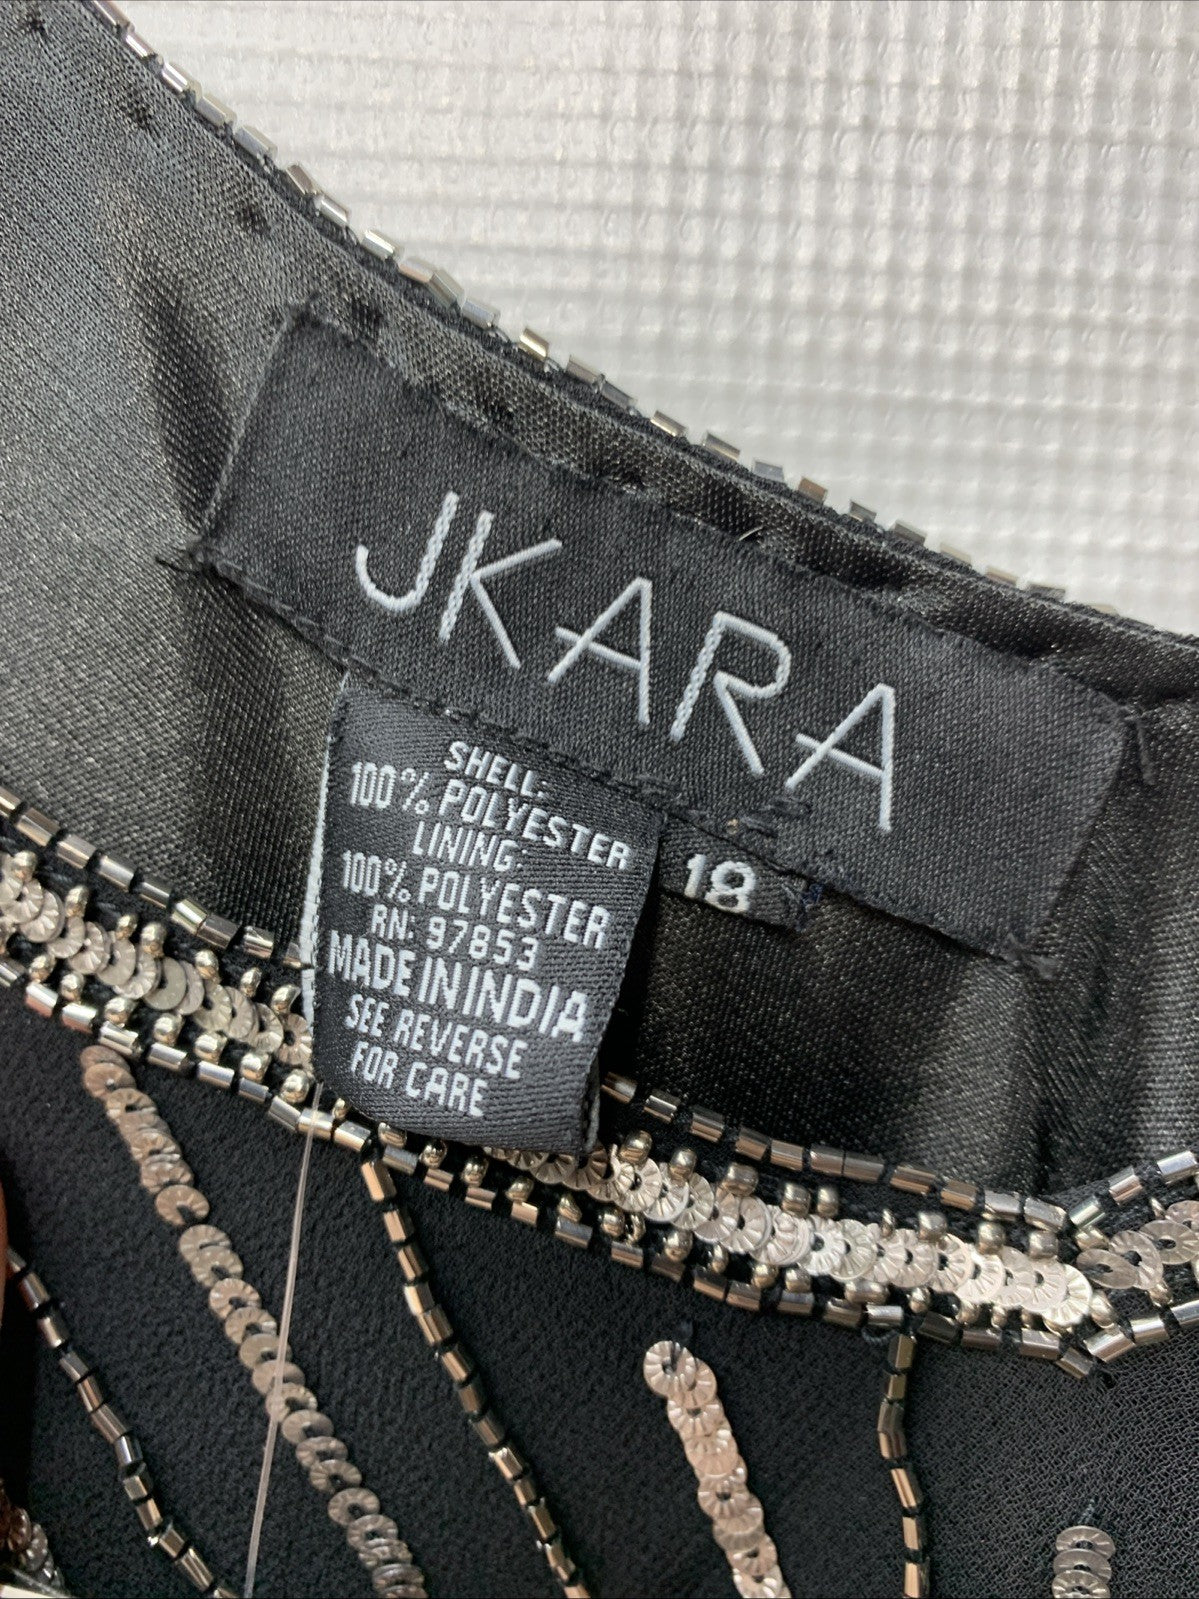 JKARA
18
SHELL:
100% POLYESTER
LINING:
100% POLYESTER
RN: 97853
MADE IN INDIA
SEE REVERSE
FOR CARE